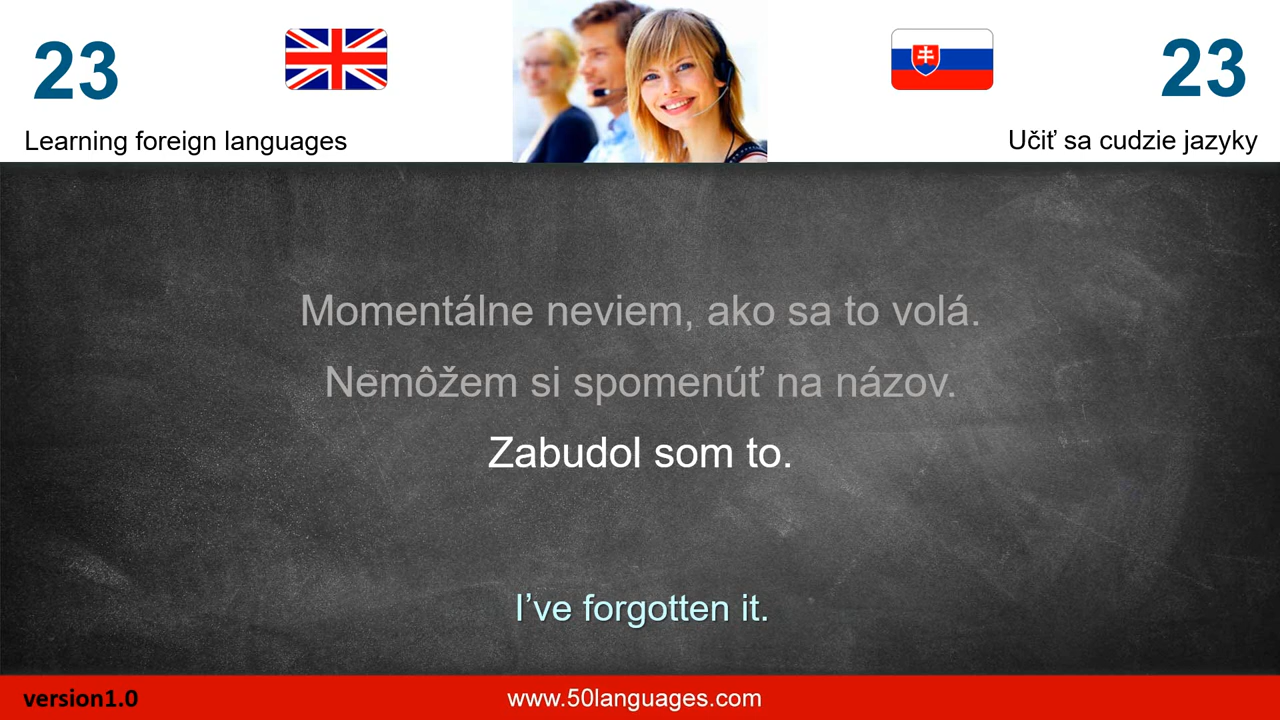 23
23
Learning foreign languages
Učiť sa cudzie jazyky
Momentálne neviem, ako sa to volá.
Nemôžem si spomenúť na názov.
Zabudol som to.
I’ve forgotten it.
version1.0
www.50languages.com